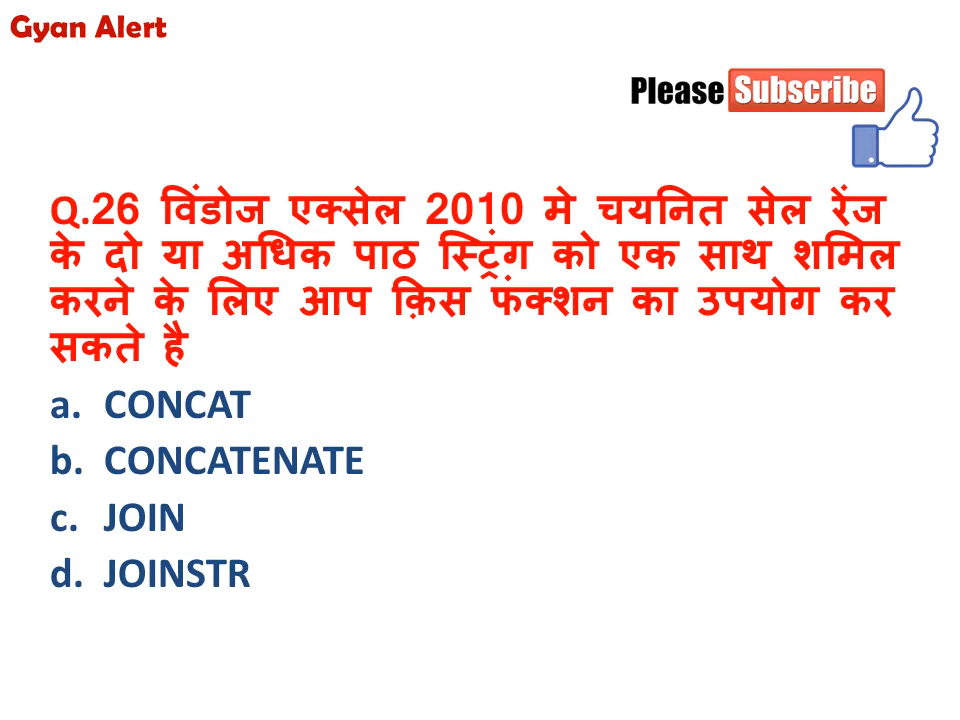 Gyan Alert
Please Subscribe
Q.26 विंडोज एक्सेल 2010 मे चयनित सेल रेंज
के दो या अधिक पाठ स्ट्रिंग को एक साथ शमिल
करने के लिए आप क़िस फंक्शन का उपयोग कर
सकते है
a. CONCAT
b. CONCATENATE
c. JOIN
d. JOINSTR